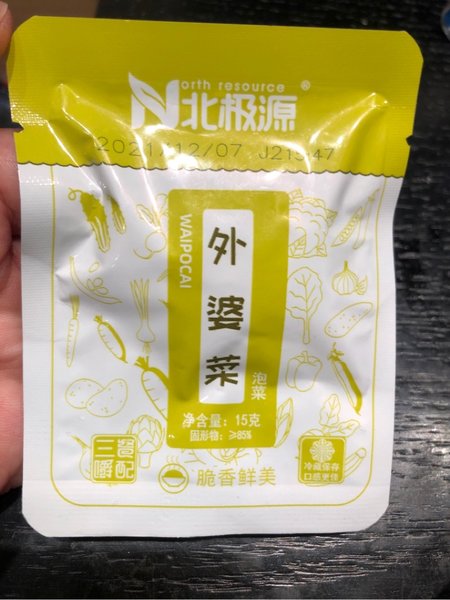 North resource ®
北极源
2021/12/07 J21 3:47
外婆菜
WAIPOCAI
泡菜
净含量：15克
固形物：≥85%
三餐
嚼配
脆香鲜美
冷藏保存
口感更佳